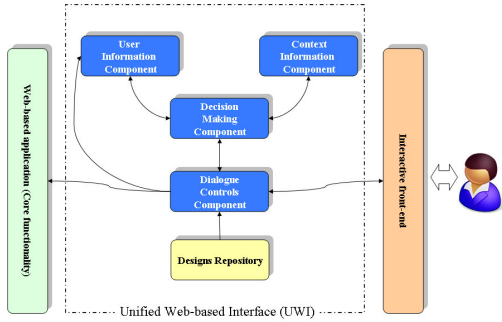 User
Information
Component
Context
Information
Component
Decision
Making
Component
Dialogue
Controls
Component
Designs Repository
Web-based application (Core functionality)
Interactive front-end
Unified Web-based Interface (UWI)